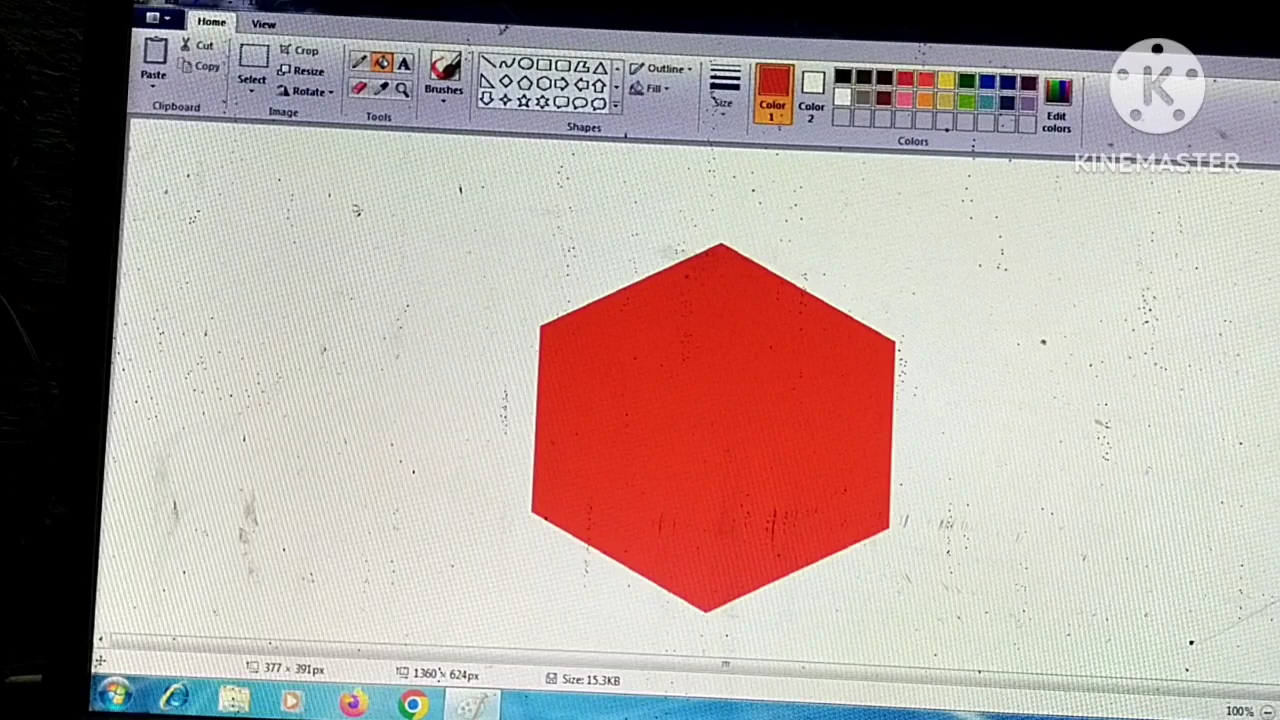 Home View
Paste
Cut
Copy
Clipboard
Select
Crop
Resize
Rotate
Image
A
Tools
Brushes
Outline
Fill
Shapes
Size
Color 1
Color 2
Edit colors
Colors
K
KINEMASTER
377 × 391px
1360 × 624px
Size: 15.3KB
100%